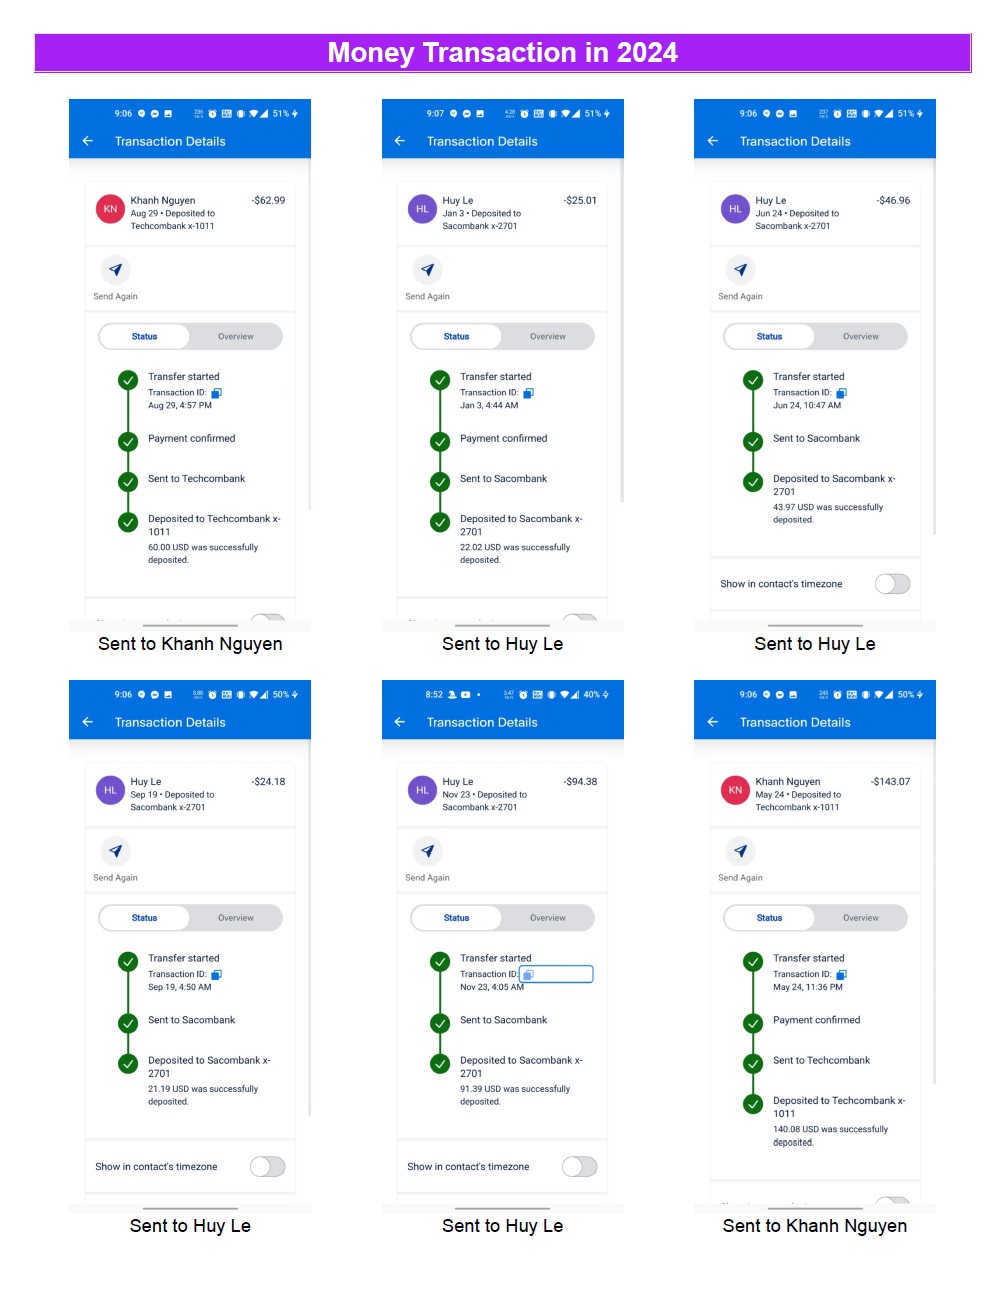 Money Transaction in 2024
9:06 51%
Transaction Details
KN
Khanh Nguyen -$62.99
Aug 29 • Deposited to
Techcombank x-1011
Send Again
Status Overview
Transfer started
Transaction ID:
Aug 29, 4:57 PM
Payment confirmed
Sent to Techcombank
Deposited to Techcombank x-
1011
60.00 USD was successfully
deposited.
Sent to Khanh Nguyen
9:07 51%
Transaction Details
HL
Huy Le -$25.01
Jan 3 • Deposited to
Sacombank x-2701
Send Again
Status Overview
Transfer started
Transaction ID:
Jan 3, 4:44 AM
Payment confirmed
Sent to Sacombank
Deposited to Sacombank x-
2701
22.02 USD was successfully
deposited.
Sent to Huy Le
9:06 51%
Transaction Details
HL
Huy Le -$46.96
Jun 24 • Deposited to
Sacombank x-2701
Send Again
Status Overview
Transfer started
Transaction ID:
Jun 24, 10:47 AM
Sent to Sacombank
Deposited to Sacombank x-
2701
43.97 USD was successfully
deposited.
Show in contact's timezone
Sent to Huy Le
9:06 50%
Transaction Details
HL
Huy Le -$24.18
Sep 19 • Deposited to
Sacombank x-2701
Send Again
Status Overview
Transfer started
Transaction ID:
Sep 19, 4:50 AM
Sent to Sacombank
Deposited to Sacombank x-
2701
21.19 USD was successfully
deposited.
Show in contact's timezone
Sent to Huy Le
8:52 40%
Transaction Details
HL
Huy Le -$94.38
Nov 23 • Deposited to
Sacombank x-2701
Send Again
Status Overview
Transfer started
Transaction ID:
Nov 23, 4:05 AM
Sent to Sacombank
Deposited to Sacombank x-
2701
91.39 USD was successfully
deposited.
Show in contact's timezone
Sent to Huy Le
9:06 50%
Transaction Details
KN
Khanh Nguyen -$143.07
May 24 • Deposited to
Techcombank x-1011
Send Again
Status Overview
Transfer started
Transaction ID:
May 24, 11:36 PM
Payment confirmed
Sent to Techcombank
Deposited to Techcombank x-
1011
140.08 USD was successfully
deposited.
Sent to Khanh Nguyen